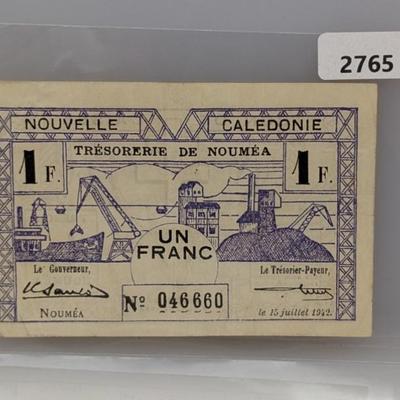 2765
NOUVELLE CALEDONIE
TRÉSORERIE DE NOUMÉA
1 F. 1 F.
UN
FRANC
Le Gouverneur, Le Trésorier-Payeur,
Nº 046660
NOUMÉA le 15 juillet 1942.